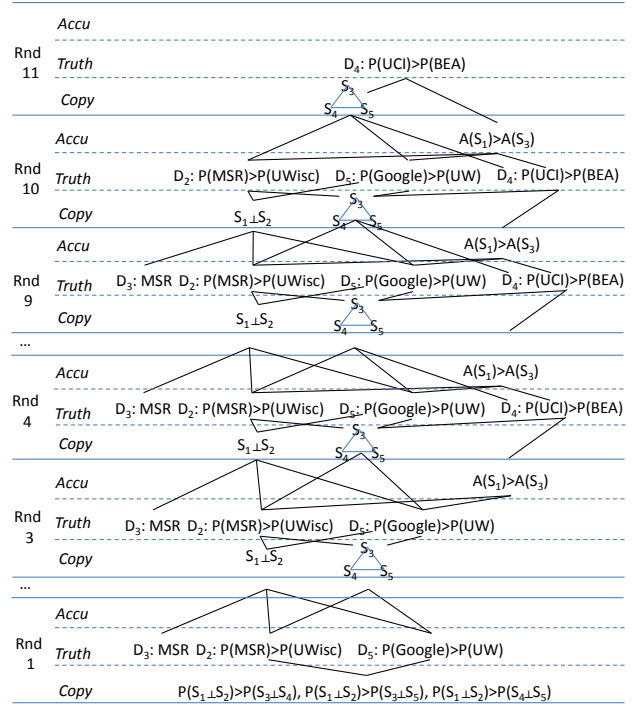 Accu
Rnd 11
Truth D₄: P(UCI)>P(BEA)
Copy S₃ S₄ S₅
Accu A(S₁)>A(S₃)
Rnd 10
Truth D₂: P(MSR)>P(UWisc) D₅: P(Google)>P(UW) D₄: P(UCI)>P(BEA)
Copy S₁⊥S₂ S₃ S₄ S₅
Accu A(S₁)>A(S₃)
Rnd 9
Truth D₃: MSR D₂: P(MSR)>P(UWisc) D₅: P(Google)>P(UW) D₄: P(UCI)>P(BEA)
Copy S₁⊥S₂ S₃ S₄ S₅
...
Accu A(S₁)>A(S₃)
Rnd 4
Truth D₃: MSR D₂: P(MSR)>P(UWisc) D₅: P(Google)>P(UW) D₄: P(UCI)>P(BEA)
Copy S₁⊥S₂ S₃ S₄ S₅
Accu A(S₁)>A(S₃)
Rnd 3
Truth D₃: MSR D₂: P(MSR)>P(UWisc) D₅: P(Google)>P(UW)
Copy S₁⊥S₂ S₃ S₄ S₅
...
Accu
Rnd 1
Truth D₃: MSR D₂: P(MSR)>P(UWisc) D₅: P(Google)>P(UW)
Copy P(S₁⊥S₂)>P(S₃⊥S₄), P(S₁⊥S₂)>P(S₃⊥S₅), P(S₁⊥S₂)>P(S₄⊥S₅)